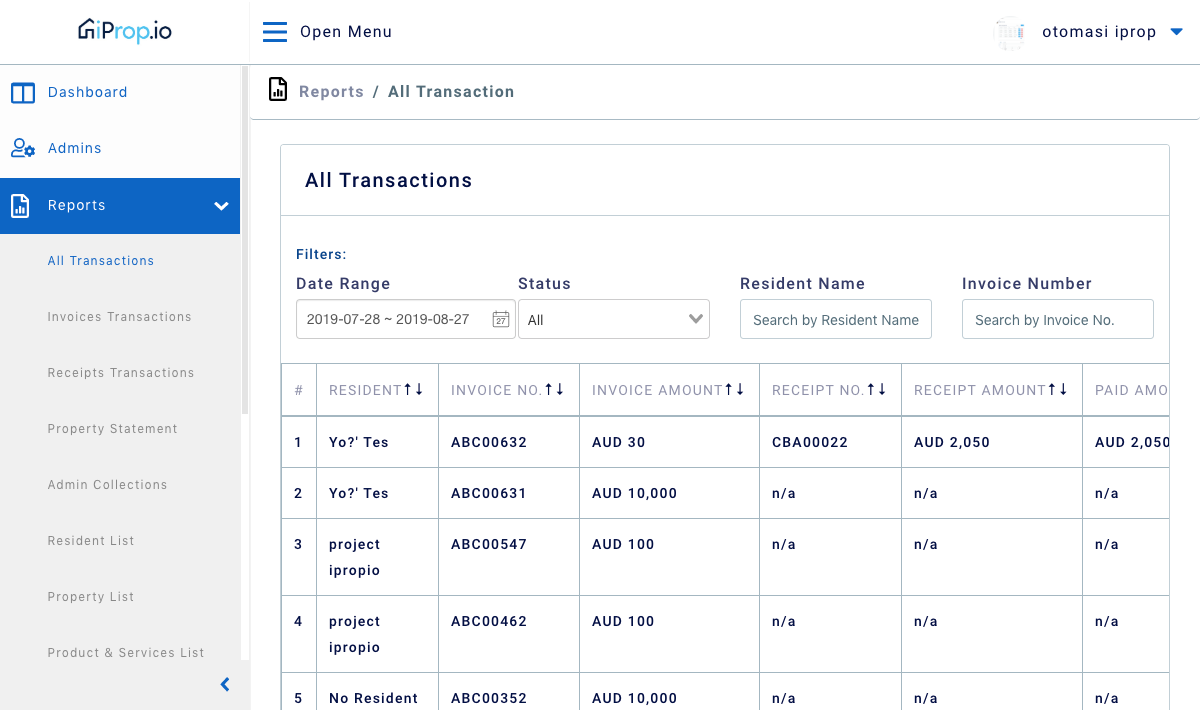 iProp.io
Open Menu
otomasi iprop
Dashboard
Admins
Reports
All Transactions
Invoices Transactions
Receipts Transactions
Property Statement
Admin Collections
Resident List
Property List
Product & Services List
Reports / All Transaction
All Transactions
Filters:
Date Range Status Resident Name Invoice Number
2019-07-28 ~ 2019-08-27 27 All Search by Resident Name Search by Invoice No.
# RESIDENT INVOICE NO. INVOICE AMOUNT RECEIPT NO. RECEIPT AMOUNT PAID AMO
1 Yo?' Tes ABC00632 AUD 30 CBA00022 AUD 2,050 AUD 2,050
2 Yo?' Tes ABC00631 AUD 10,000 n/a n/a n/a
3 project ABC00547 AUD 100 n/a n/a n/a
ipropio
4 project ABC00462 AUD 100 n/a n/a n/a
ipropio
5 No Resident ABC00352 AUD 10,000 n/a n/a n/a